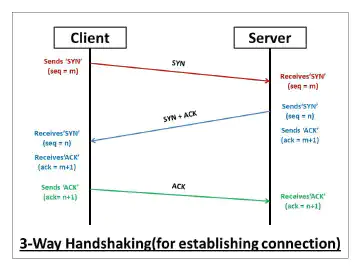 Client
Server
Sends 'SYN'
(seq = m)
SYN
Receives'SYN'
(seq = m)
Sends'SYN'
(seq = n)
SYN + ACK
Sends 'ACK'
(ack = m+1)
Receives'SYN'
(seq = n)
Receives'ACK'
(ack = m+1)
Sends 'ACK'
(ack= n+1)
ACK
Receives'ACK'
(ack = n+1)
3-Way Handshaking(for establishing connection)